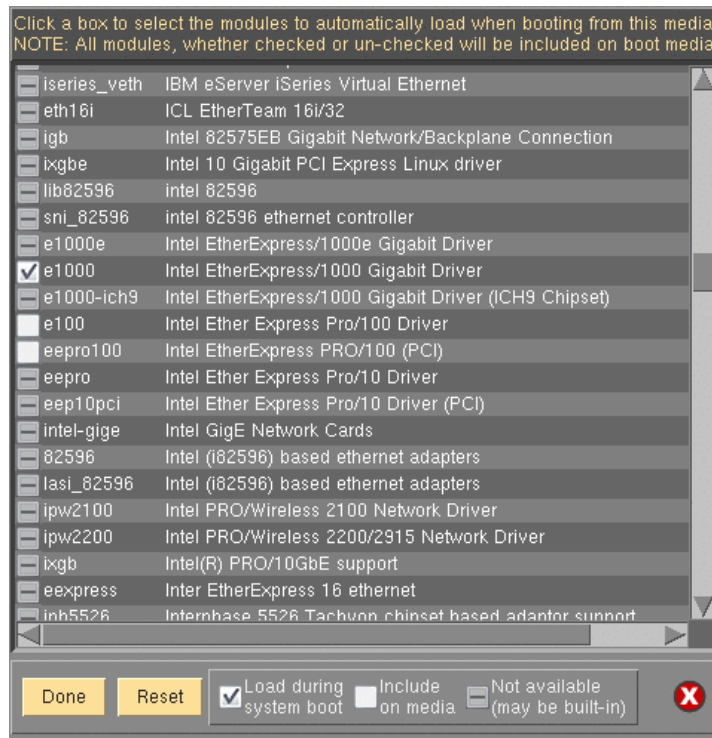 Click a box to select the modules to automatically load when booting from this media
NOTE: All modules, whether checked or un-checked will be included on boot media
iseries_veth IBM eServer iSeries Virtual Ethernet
eth16i ICL EtherTeam 16i/32
igb Intel 82575EB Gigabit Network/Backplane Connection
ixgbe Intel 10 Gigabit PCI Express Linux driver
lib82596 intel 82596
sni_82596 intel 82596 ethernet controller
e1000e Intel EtherExpress/1000e Gigabit Driver
e1000 Intel EtherExpress/1000 Gigabit Driver
e1000-ich9 Intel EtherExpress/1000 Gigabit Driver (ICH9 Chipset)
e100 Intel Ether Express Pro/100 Driver
eepro100 Intel EtherExpress PRO/100 (PCI)
eepro Intel Ether Express Pro/10 Driver
eep10pci Intel Ether Express Pro/10 Driver (PCI)
intel-gige Intel GigE Network Cards
82596 Intel (i82596) based ethernet adapters
lasi_82596 Intel (i82596) based ethernet adapters
ipw2100 Intel PRO/Wireless 2100 Network Driver
ipw2200 Intel PRO/Wireless 2200/2915 Network Driver
ixgb Intel(R) PRO/10GbE support
eexpress Inter EtherExpress 16 ethernet
iph5526 Interphase 5526 Tachyon chipset based adaptor support
Done Reset Load during system boot Include on media Not available (may be built-in)